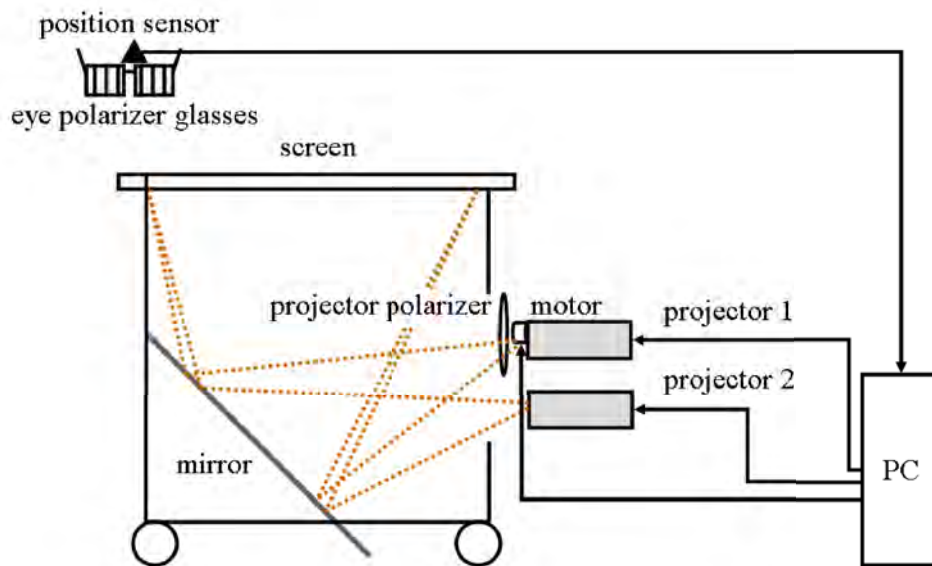 position sensor
eye polarizer glasses
screen
projector polarizer
motor
projector 1
projector 2
mirror
PC